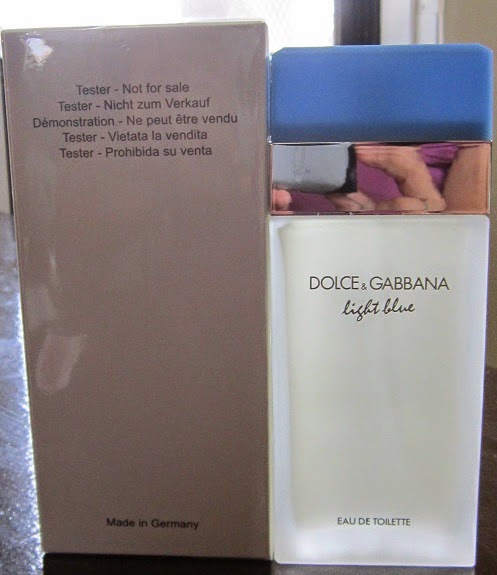 Tester - Not for sale
Tester - Nicht zum Verkauf
Démonstration - Ne peut être vendu
Tester - Vietata la vendita
Tester - Prohibida su venta
Made in Germany
DOLCE & GABBANA
light blue
EAU DE TOILETTE